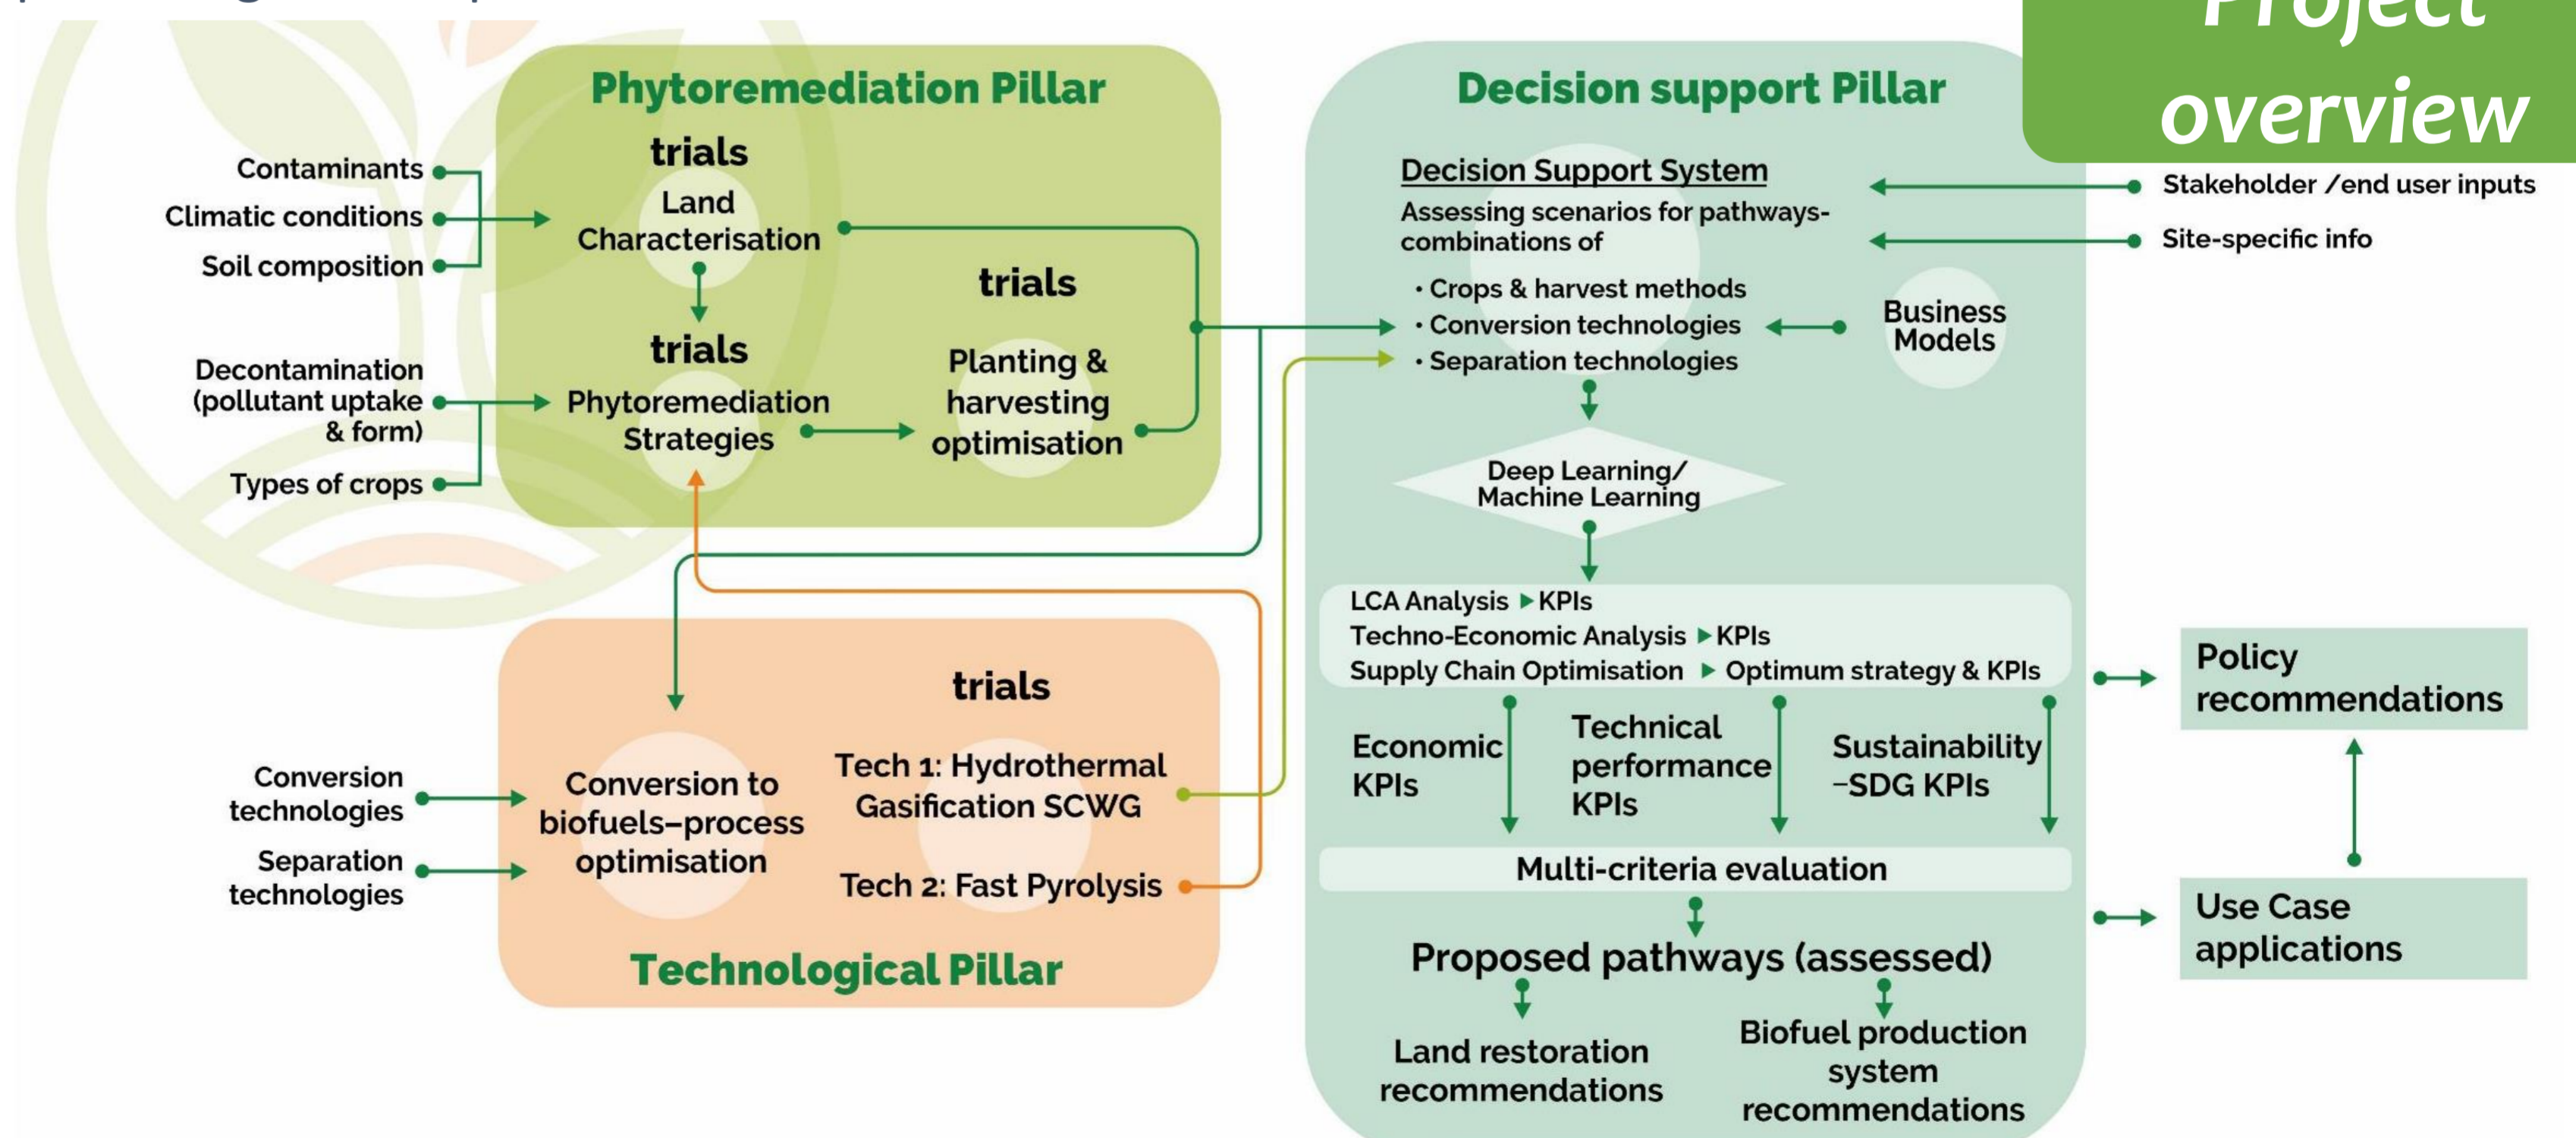 Project
overview
Phytoremediation Pillar
trials
Land
Characterisation
Contaminants
Climatic conditions
Soil composition
trials
Phytoremediation
Strategies
Decontamination
(pollutant uptake
& form)
Types of crops
trials
Planting &
harvesting
optimisation
trials
Conversion to
biofuels–process
optimisation
Conversion
technologies
Separation
technologies
Tech 1: Hydrothermal
Gasification SCWG
Tech 2: Fast Pyrolysis
Technological Pillar
Decision support Pillar
Decision Support System
Assessing scenarios for pathways-
combinations of
• Crops & harvest methods
• Conversion technologies
• Separation technologies
Business
Models
Stakeholder /end user inputs
Site-specific info
Deep Learning/
Machine Learning
LCA Analysis ▶ KPIs
Techno-Economic Analysis ▶ KPIs
Supply Chain Optimisation ▶ Optimum strategy & KPIs
Economic
KPIs
Technical
performance
KPIs
Sustainability
–SDG KPIs
Multi-criteria evaluation
Proposed pathways (assessed)
Land restoration
recommendations
Biofuel production
system
recommendations
Policy
recommendations
Use Case
applications